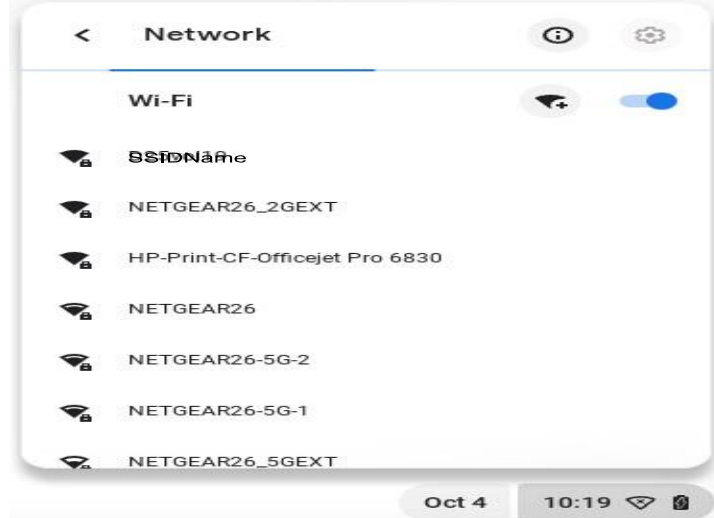 Network
Wi-Fi
SSIDName
NETGEAR26_2GEXT
HP-Print-CF-Officejet Pro 6830
NETGEAR26
NETGEAR26-5G-2
NETGEAR26-5G-1
NETGEAR26_5GEXT
Oct 4 10:19